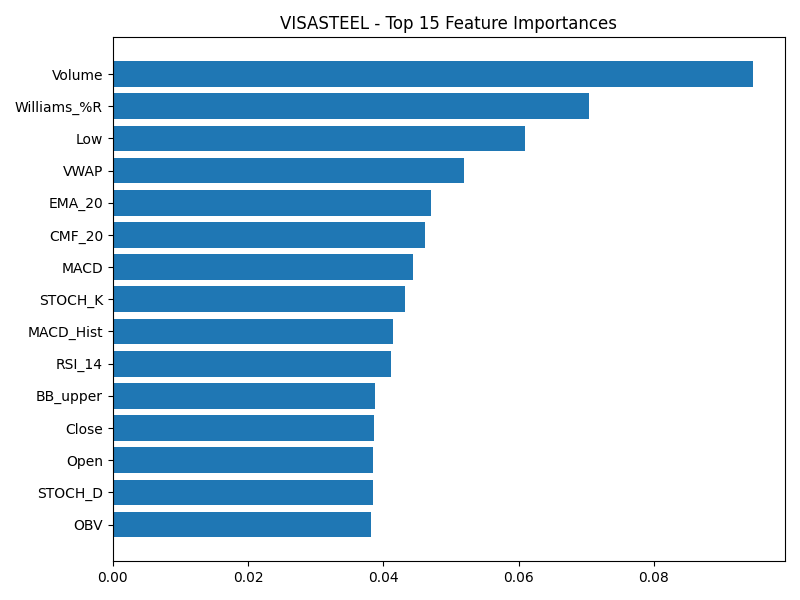 VISASTEEL - Top 15 Feature Importances
Volume
Williams_%R
Low
VWAP
EMA_20
CMF_20
MACD
STOCH_K
MACD_Hist
RSI_14
BB_upper
Close
Open
STOCH_D
OBV
0.00 0.02 0.04 0.06 0.08